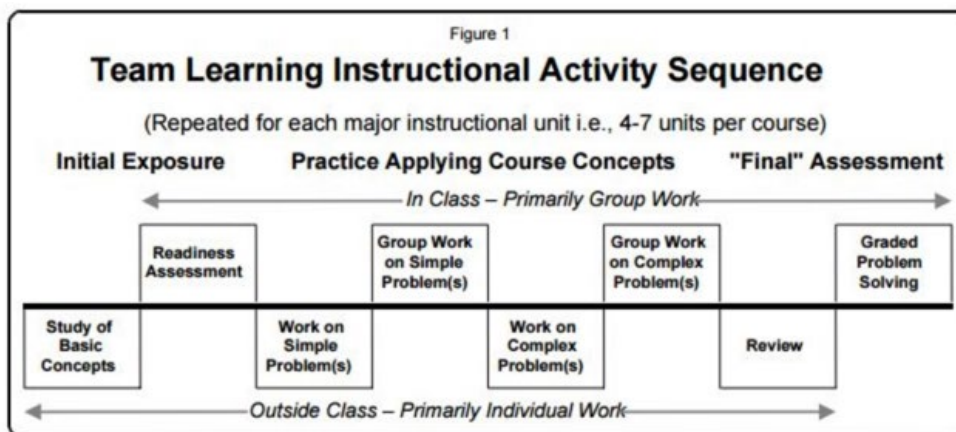 Figure 1
Team Learning Instructional Activity Sequence
(Repeated for each major instructional unit i.e., 4-7 units per course)
Initial Exposure Practice Applying Course Concepts "Final" Assessment
In Class – Primarily Group Work
Readiness
Assessment
Group Work
on Simple
Problem(s)
Group Work
on Complex
Problem(s)
Graded
Problem
Solving
Study of
Basic
Concepts
Work on
Simple
Problem(s)
Work on
Complex
Problem(s)
Review
Outside Class – Primarily Individual Work